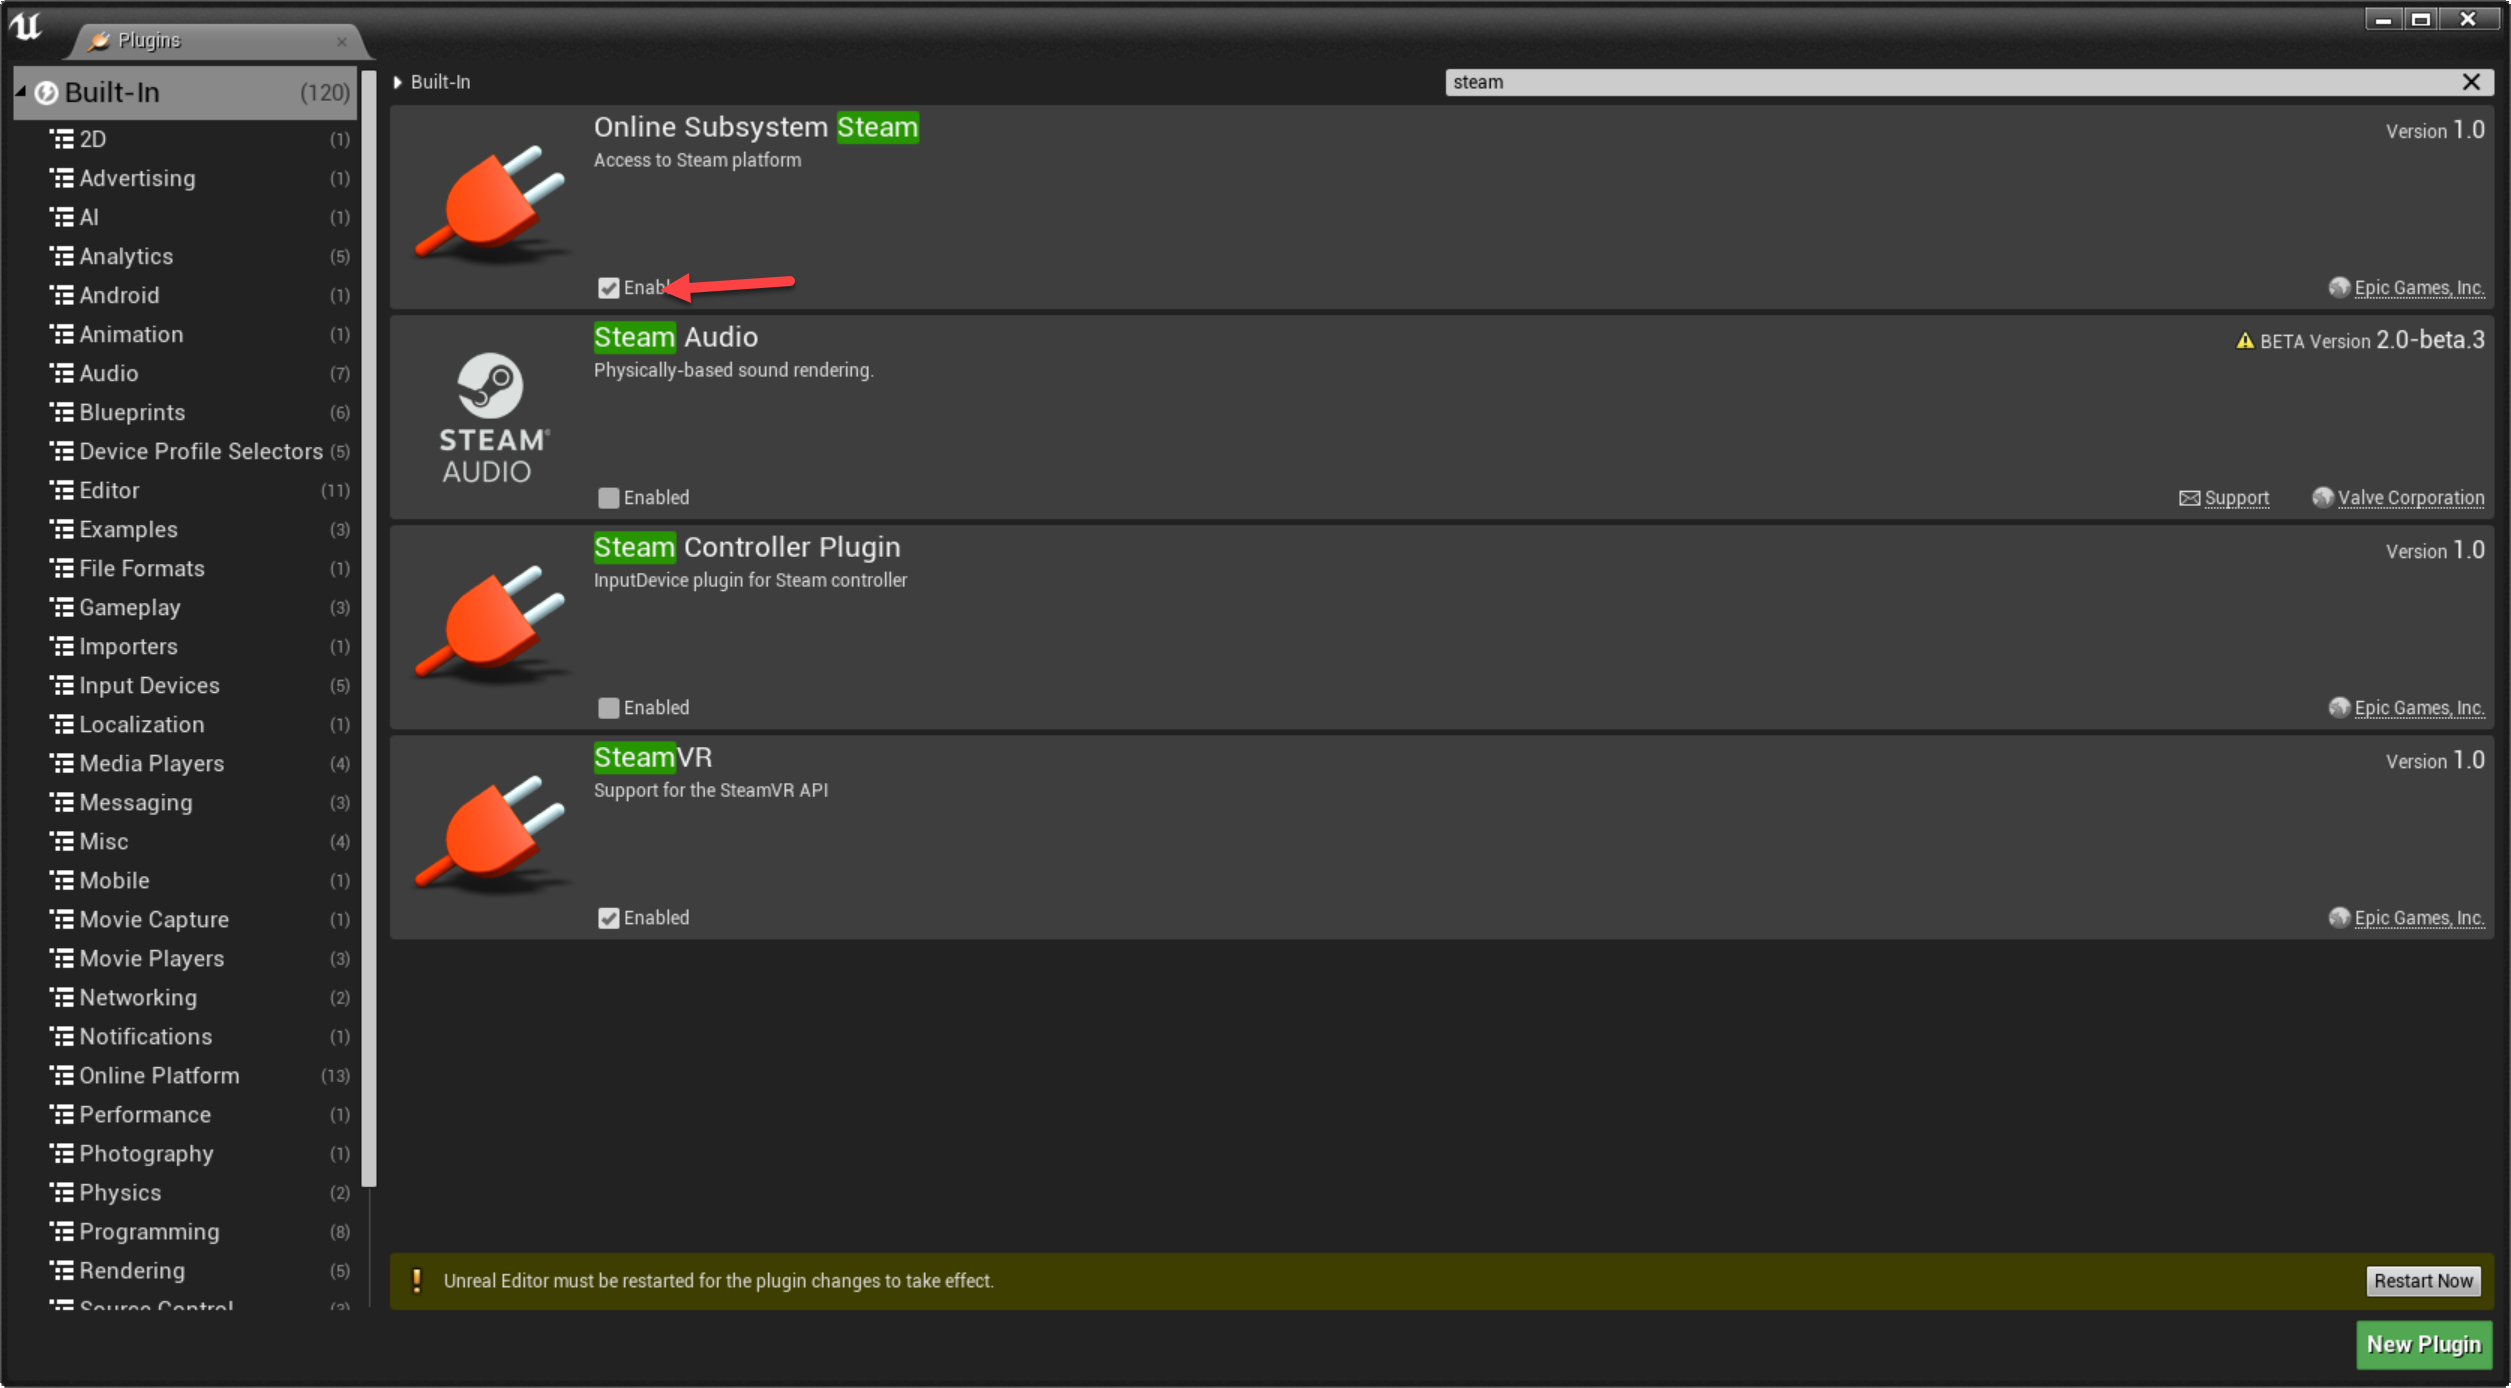 Plugins
Built-In (120)
2D (1)
Advertising (1)
AI (1)
Analytics (5)
Android (1)
Animation (1)
Audio (7)
Blueprints (6)
Device Profile Selectors (5)
Editor (11)
Examples (3)
File Formats (1)
Gameplay (3)
Importers (1)
Input Devices (5)
Localization (1)
Media Players (4)
Messaging (3)
Misc (4)
Mobile (1)
Movie Capture (1)
Movie Players (3)
Networking (2)
Notifications (1)
Online Platform (13)
Performance (1)
Photography (1)
Physics (2)
Programming (8)
Rendering (5)
Source Control
Built-In
steam
Online Subsystem Steam
Version 1.0
Access to Steam platform
Enabl
Epic Games, Inc.
Steam Audio
BETA Version 2.0-beta.3
Physically-based sound rendering.
STEAM
AUDIO
Enabled
Support
Valve Corporation
Steam Controller Plugin
Version 1.0
InputDevice plugin for Steam controller
Enabled
Epic Games, Inc.
SteamVR
Version 1.0
Support for the SteamVR API
Enabled
Epic Games, Inc.
Unreal Editor must be restarted for the plugin changes to take effect.
Restart Now
New Plugin